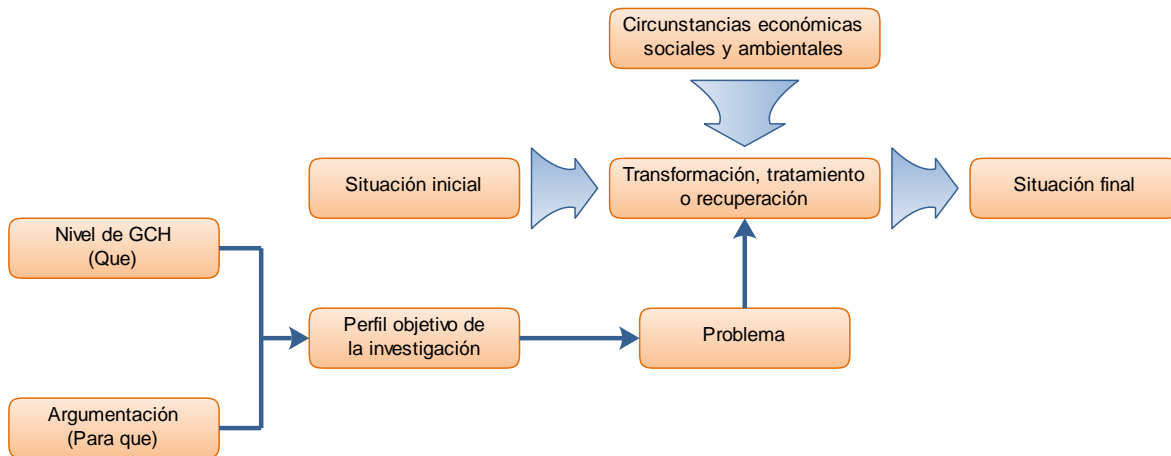 Circunstancias económicas
sociales y ambientales
Situación inicial
Transformación, tratamiento
o recuperación
Situación final
Nivel de GCH
(Que)
Perfil objetivo de
la investigación
Problema
Argumentación
(Para que)